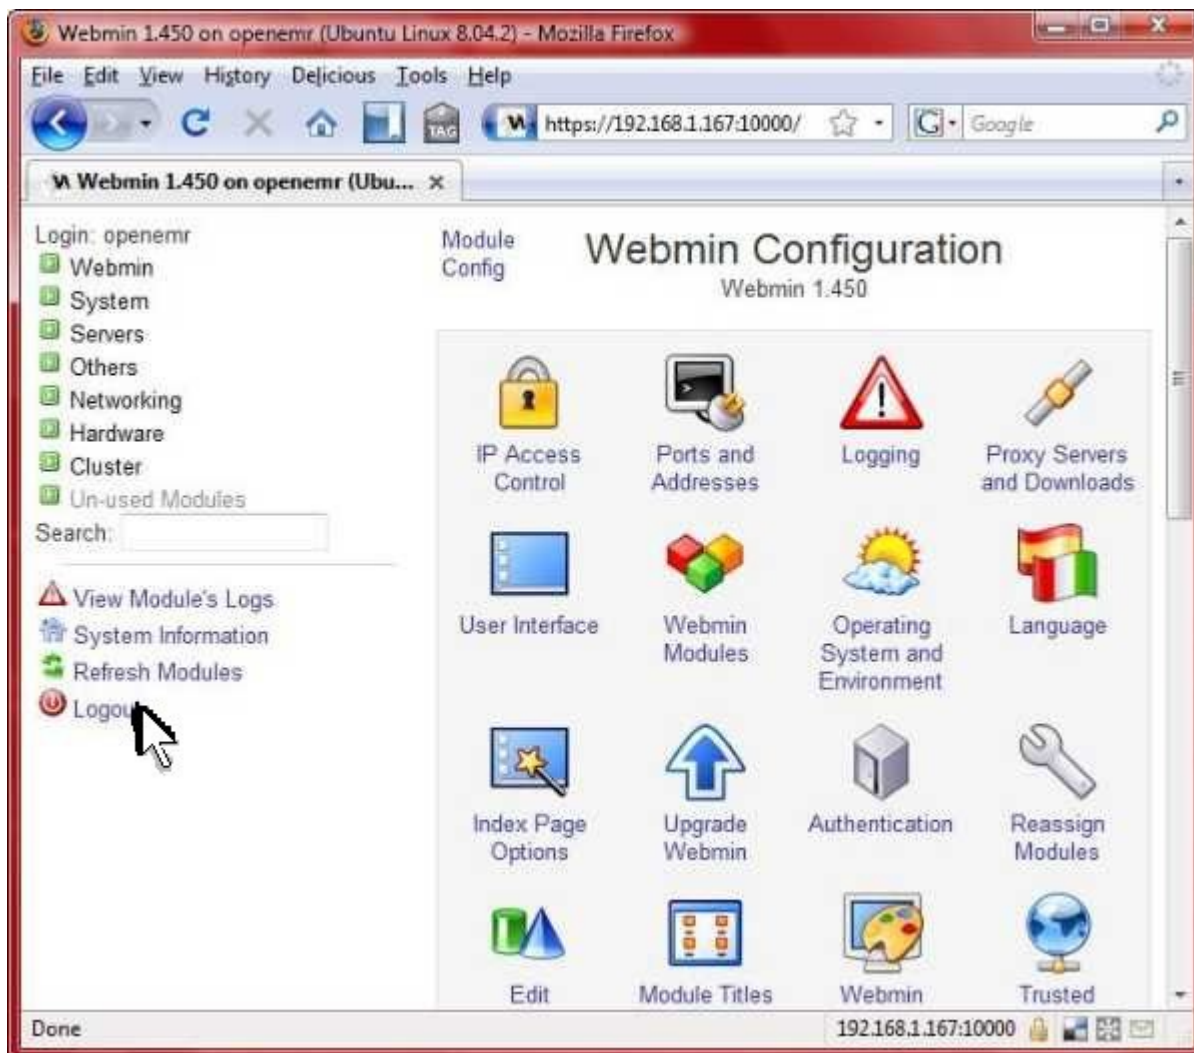 Webmin 1.450 on openemr (Ubuntu Linux 8.04.2) - Mozilla Firefox
File Edit View History Delicious Tools Help
TAG https://192.168.1.167:10000/ G Google
Webmin 1.450 on openemr (Ubu...
Login: openemr
Webmin
System
Servers
Others
Networking
Hardware
Cluster
Un-used Modules
Search:
View Module's Logs
System Information
Refresh Modules
Logout
Module
Config
Webmin Configuration
Webmin 1.450
IP Access
Control
Ports and
Addresses
Logging
Proxy Servers
and Downloads
User Interface
Webmin
Modules
Operating
System and
Environment
Language
Index Page
Options
Upgrade
Webmin
Authentication
Reassign
Modules
Edit
Module Titles
Webmin
Trusted
Done
192.168.1.167:10000